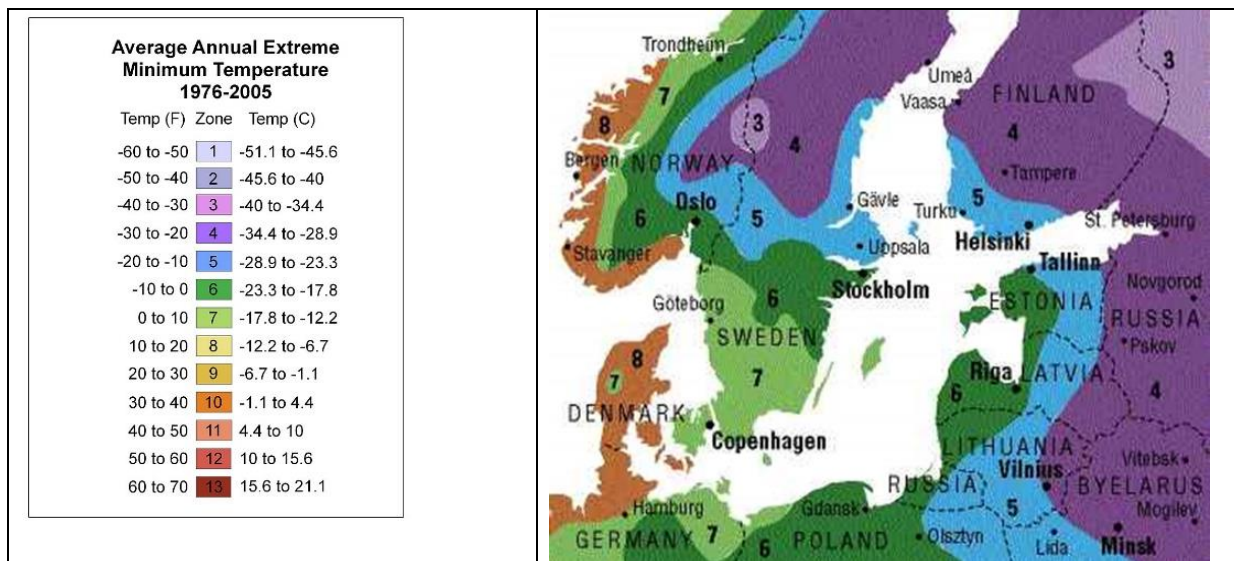 Average Annual Extreme
Minimum Temperature
1976-2005
Temp (F) Zone Temp (C)
-60 to -50 1 -51.1 to -45.6
-50 to -40 2 -45.6 to -40
-40 to -30 3 -40 to -34.4
-30 to -20 4 -34.4 to -28.9
-20 to -10 5 -28.9 to -23.3
-10 to 0 6 -23.3 to -17.8
0 to 10 7 -17.8 to -12.2
10 to 20 8 -12.2 to -6.7
20 to 30 9 -6.7 to -1.1
30 to 40 10 -1.1 to 4.4
40 to 50 11 4.4 to 10
50 to 60 12 10 to 15.6
60 to 70 13 15.6 to 21.1
Trondheim
3
Umeå
7
Vaasa
FINLAND
8
3
4
4
Bergen
NORWAY
Tampere
Oslo
Gävle
Turku
5
6
5
St. Petersburg
Stavanger
Uppsala
Helsinki
Stockholm
Tallinn
Novgorod
Göteborg
6
ESTONIA
SWEDEN
RUSSIA
8
Pskov
7
7
Riga
LATVIA
6
4
DENMARK
Copenhagen
LITHUANIA
Vilnius
Vitebsk
RUSSIA
BYELARUS
Hamburg
Gdansk
5
Mogilev
7
GERMANY
6
POLAND
Olsztyn
Lida
Minsk